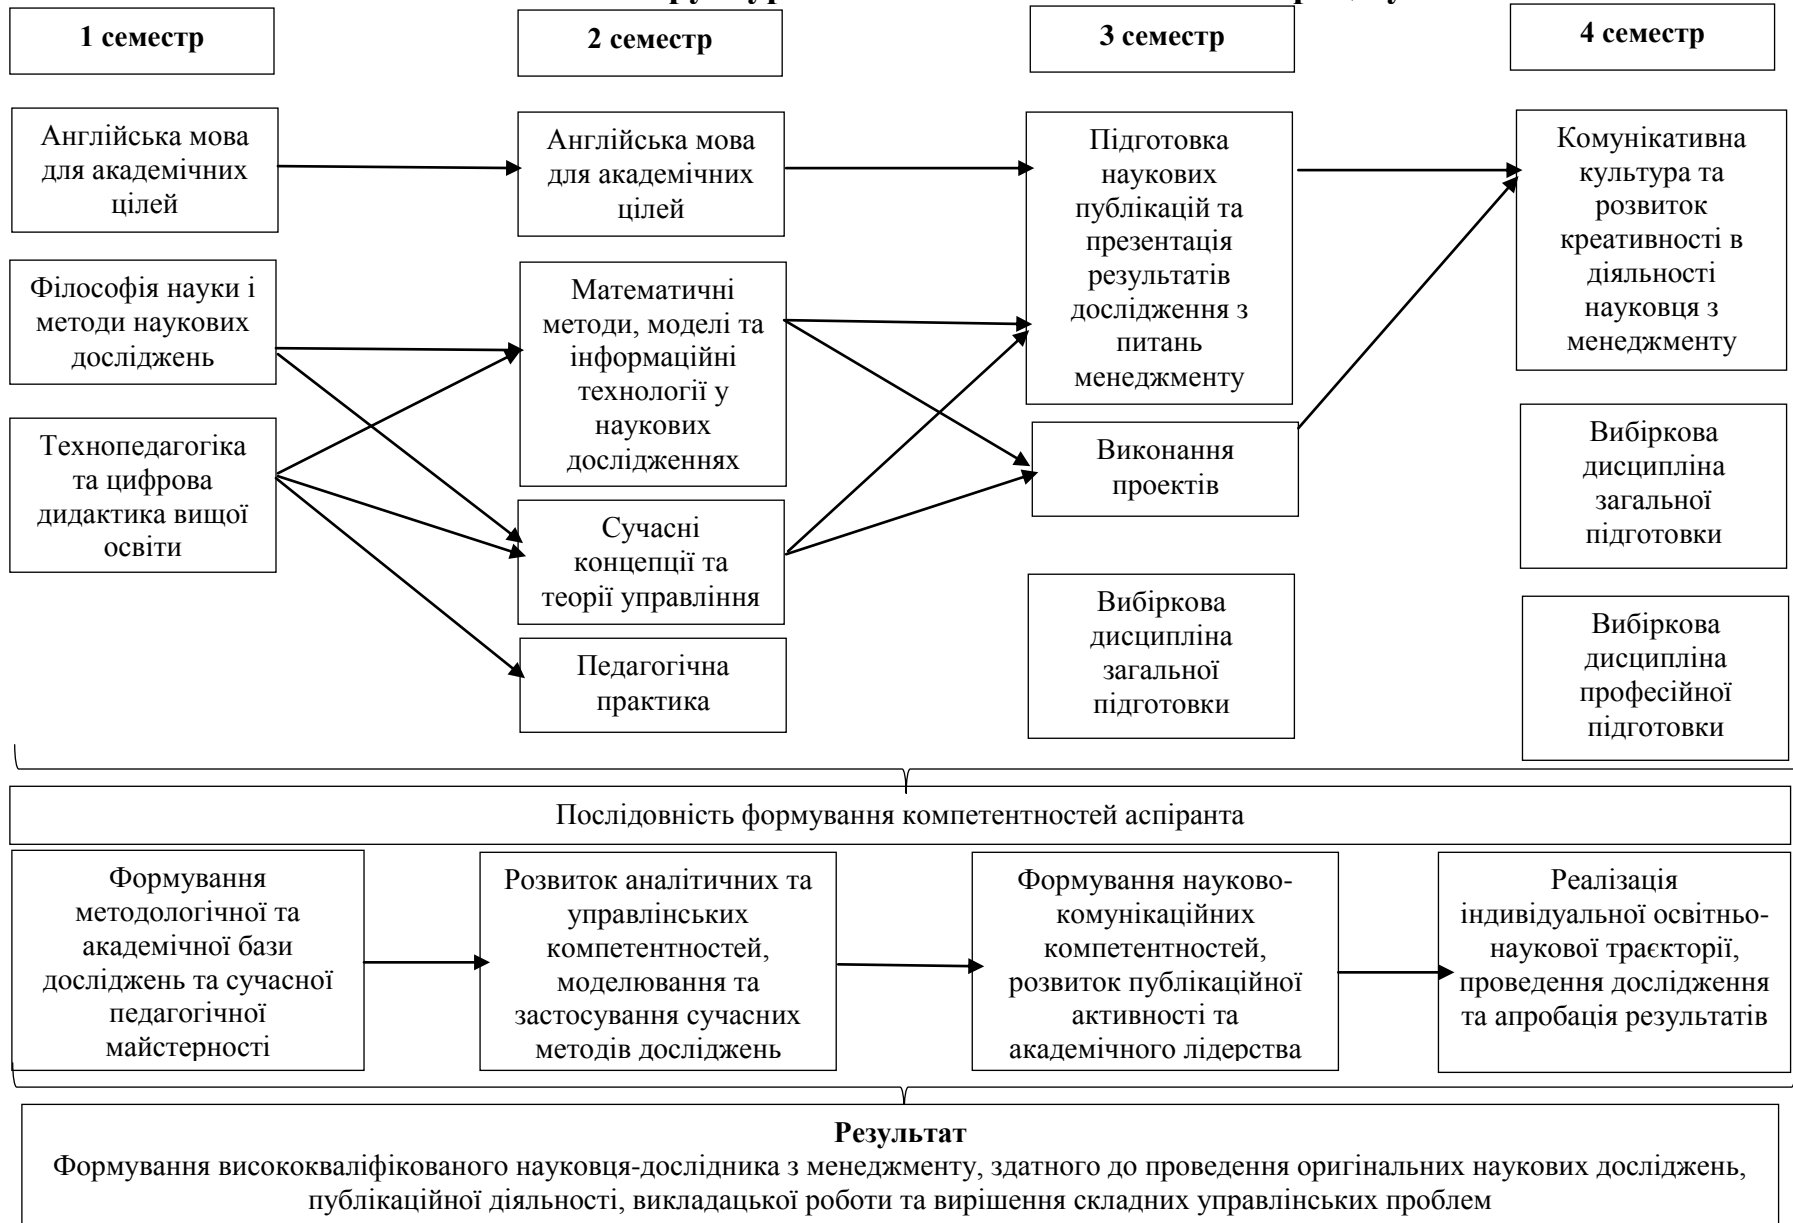 1 семестр
2 семестр
3 семестр
4 семестр
Англійська мова
для академічних
цілей
Філософія науки і
методи наукових
досліджень
Технопедагогіка
та цифрова
дидактика вищої
освіти
Англійська мова
для академічних
цілей
Математичні
методи, моделі та
інформаційні
технології у
наукових
дослідженнях
Сучасні
концепції та
теорії управління
Педагогічна
практика
Підготовка
наукових
публікацій та
презентація
результатів
дослідження з
питань
менеджменту
Виконання
проектів
Вибіркова
дисципліна
загальної
підготовки
Комунікативна
культура та
розвиток
креативності в
діяльності
науковця з
менеджменту
Вибіркова
дисципліна
загальної
підготовки
Вибіркова
дисципліна
професійної
підготовки
Послідовність формування компетентностей аспіранта
Формування
методологічної та
академічної бази
досліджень та сучасної
педагогічної
майстерності
Розвиток аналітичних та
управлінських
компетентностей,
моделювання та
застосування сучасних
методів досліджень
Формування науково-
комунікаційних
компетентностей,
розвиток публікаційної
активності та
академічного лідерства
Реалізація
індивідуальної освітньо-
наукової траєкторії,
проведення дослідження
та апробація результатів
Результат
Формування висококваліфікованого науковця-дослідника з менеджменту, здатного до проведення оригінальних наукових досліджень,
публікаційної діяльності, викладацької роботи та вирішення складних управлінських проблем